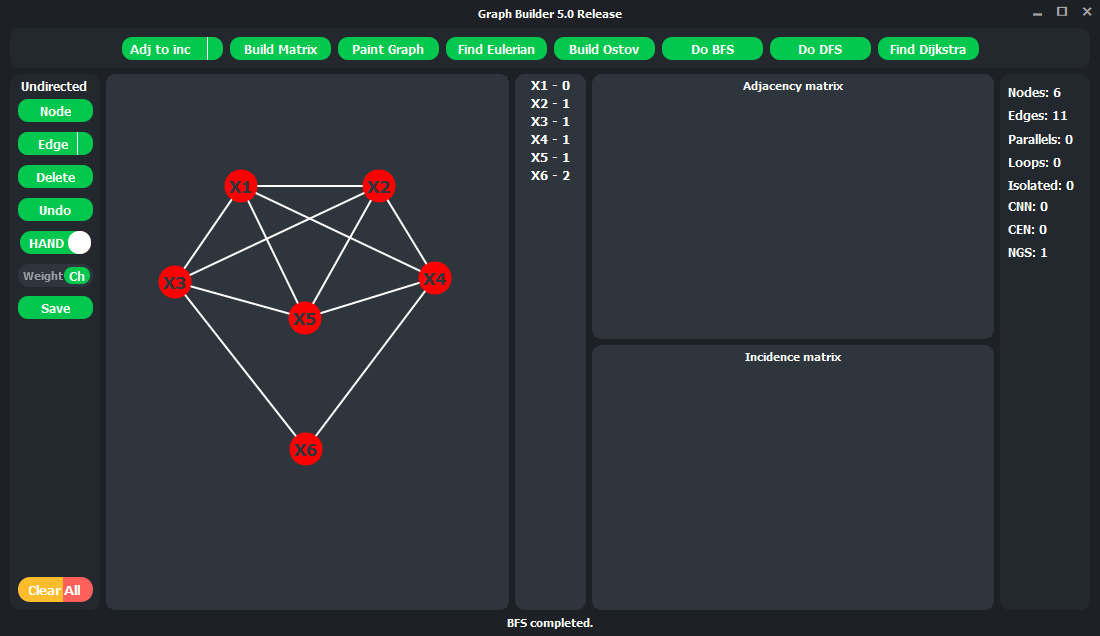 Graph Builder 5.0 Release
Adj to inc
Build Matrix
Paint Graph
Find Eulerian
Build Ostov
Do BFS
Do DFS
Find Dijkstra
Undirected
Node
Edge
Delete
Undo
HAND
Weight Ch
Save
Clear All
X1
X2
X3
X4
X5
X6
X1 - 0
X2 - 1
X3 - 1
X4 - 1
X5 - 1
X6 - 2
Adjacency matrix
Incidence matrix
Nodes: 6
Edges: 11
Parallels: 0
Loops: 0
Isolated: 0
CNN: 0
CEN: 0
NGS: 1
BFS completed.